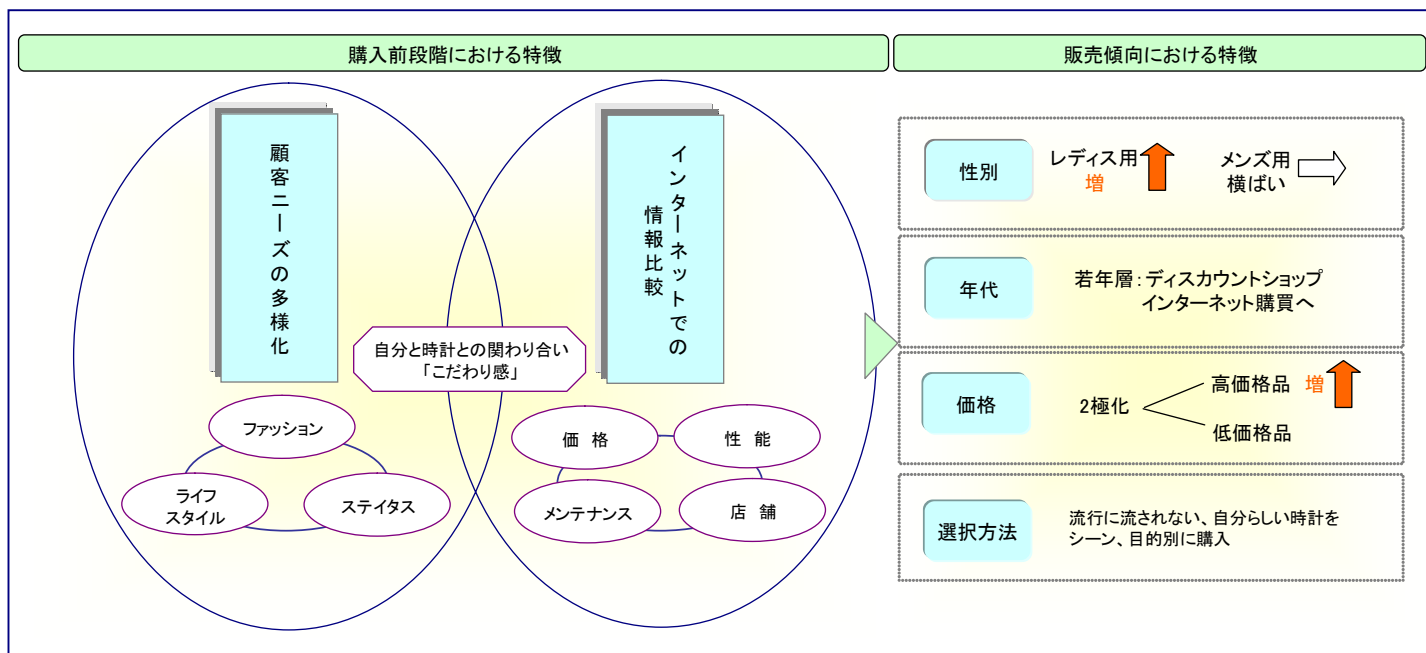 購入前段階における特徴
販売傾向における特徴
顧客ニーズの多様化
インターネットでの
情報比較
自分と時計との関わり合い
「こだわり感」
ファッション
ライフ
スタイル
ステイタス
価 格
性 能
メンテナンス
店 舗
性別
レディス用
増
メンズ用
横ばい
年代
若年層：ディスカウントショップ
インターネット購買へ
価格
2極化
高価格品 増
低価格品
選択方法
流行に流されない、自分らしい時計を
シーン、目的別に購入